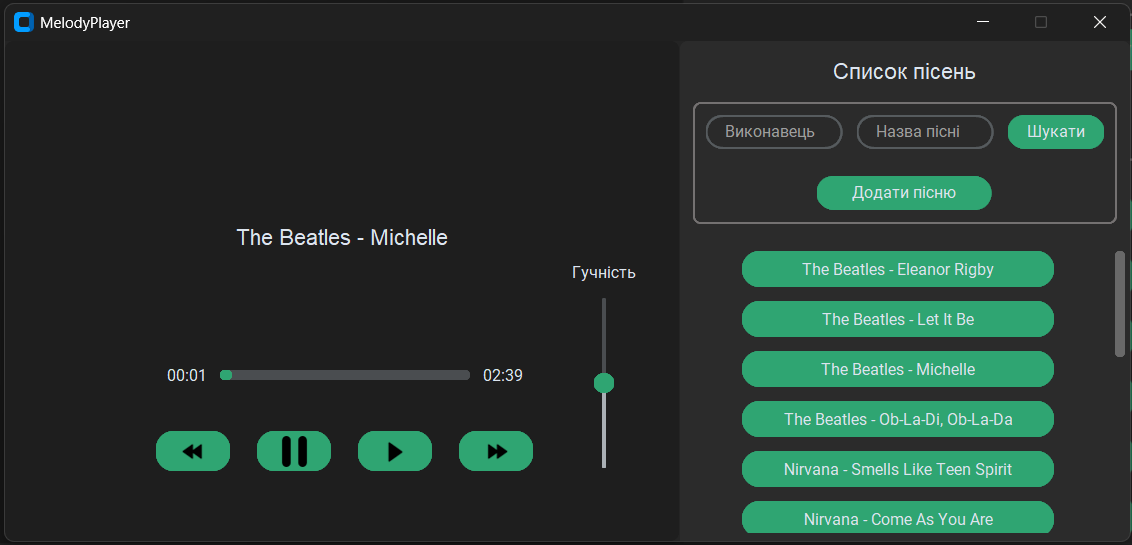 MelodyPlayer
The Beatles - Michelle
Гучність
00:01
02:39
Список пісень
Виконавець
Назва пісні
Шукати
Додати пісню
The Beatles - Eleanor Rigby
The Beatles - Let It Be
The Beatles - Michelle
The Beatles - Ob-La-Di, Ob-La-Da
Nirvana - Smells Like Teen Spirit
Nirvana - Come As You Are